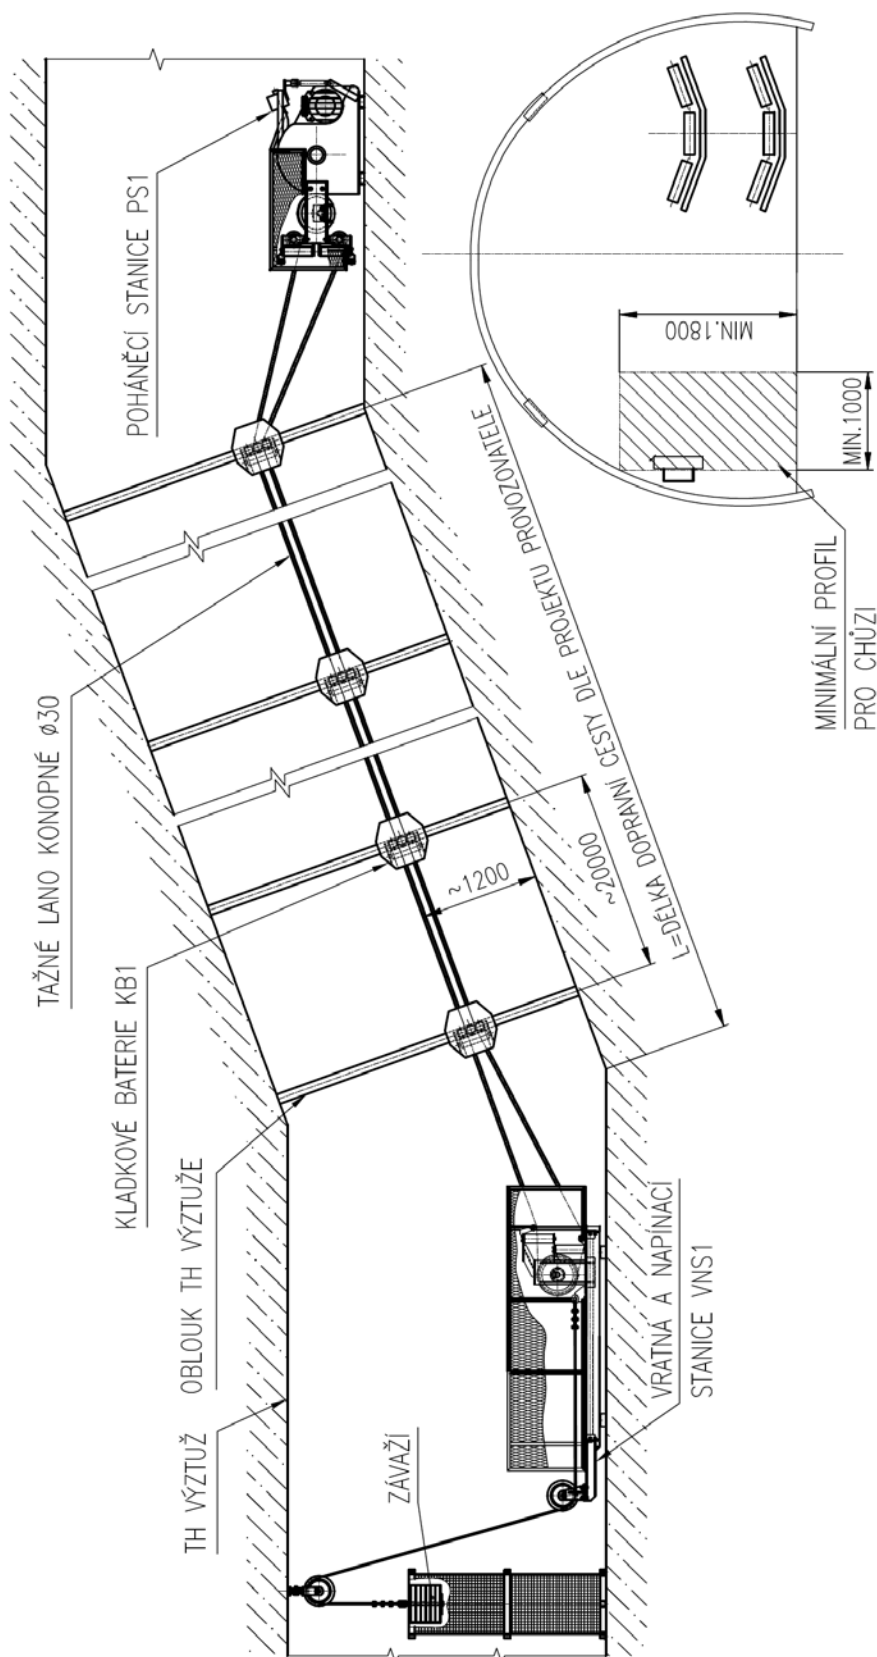 POHÁNĚCÍ STANICE PS1
TAŽNÉ LANO KONOPNÉ ø30
KLADKOVÉ BATERIE KB1
OBLOUK TH VÝZTUŽE
TH VÝZTUŽ
ZÁVAŽÍ
VRATNÁ A NAPÍNACÍ
STANICE VNS1
~1200
~20000
L=DÉLKA DOPRAVNÍ CESTY DLE PROJEKTU PROVOZOVATELE
MIN.1800
MIN.1000
MINIMÁLNÍ PROFIL
PRO CHŮZI